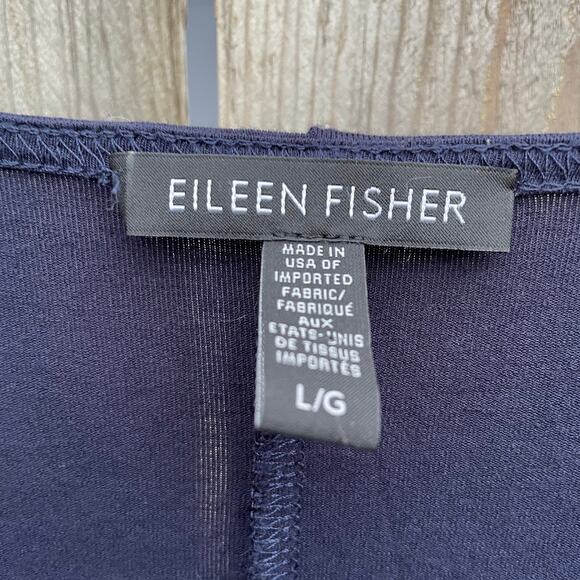 EILEEN FISHER
MADE IN
USA OF
IMPORTED
FABRIC/
FABRIQUÉ
AUX
ETATS-UNIS
DE TISSUS
IMPORTÉS
L/G